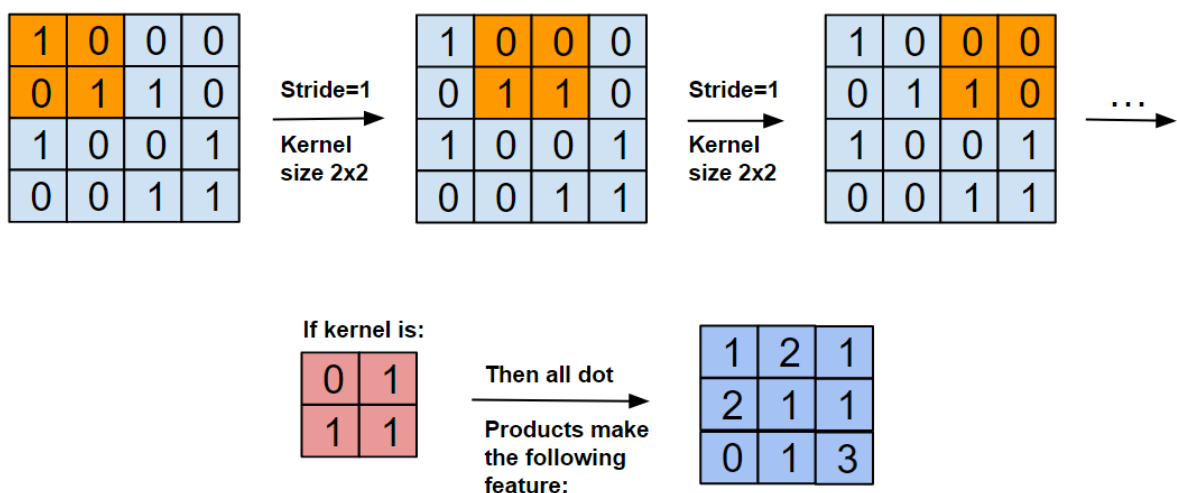 1 0 0 0
0 1 1 0
1 0 0 1
0 0 1 1
Stride=1
Kernel
size 2x2
1 0 0 0
0 1 1 0
1 0 0 1
0 0 1 1
Stride=1
Kernel
size 2x2
1 0 0 0
0 1 1 0
1 0 0 1
0 0 1 1
...
If kernel is:
0 1
1 1
Then all dot
Products make
the following
feature:
1 2 1
2 1 1
0 1 3